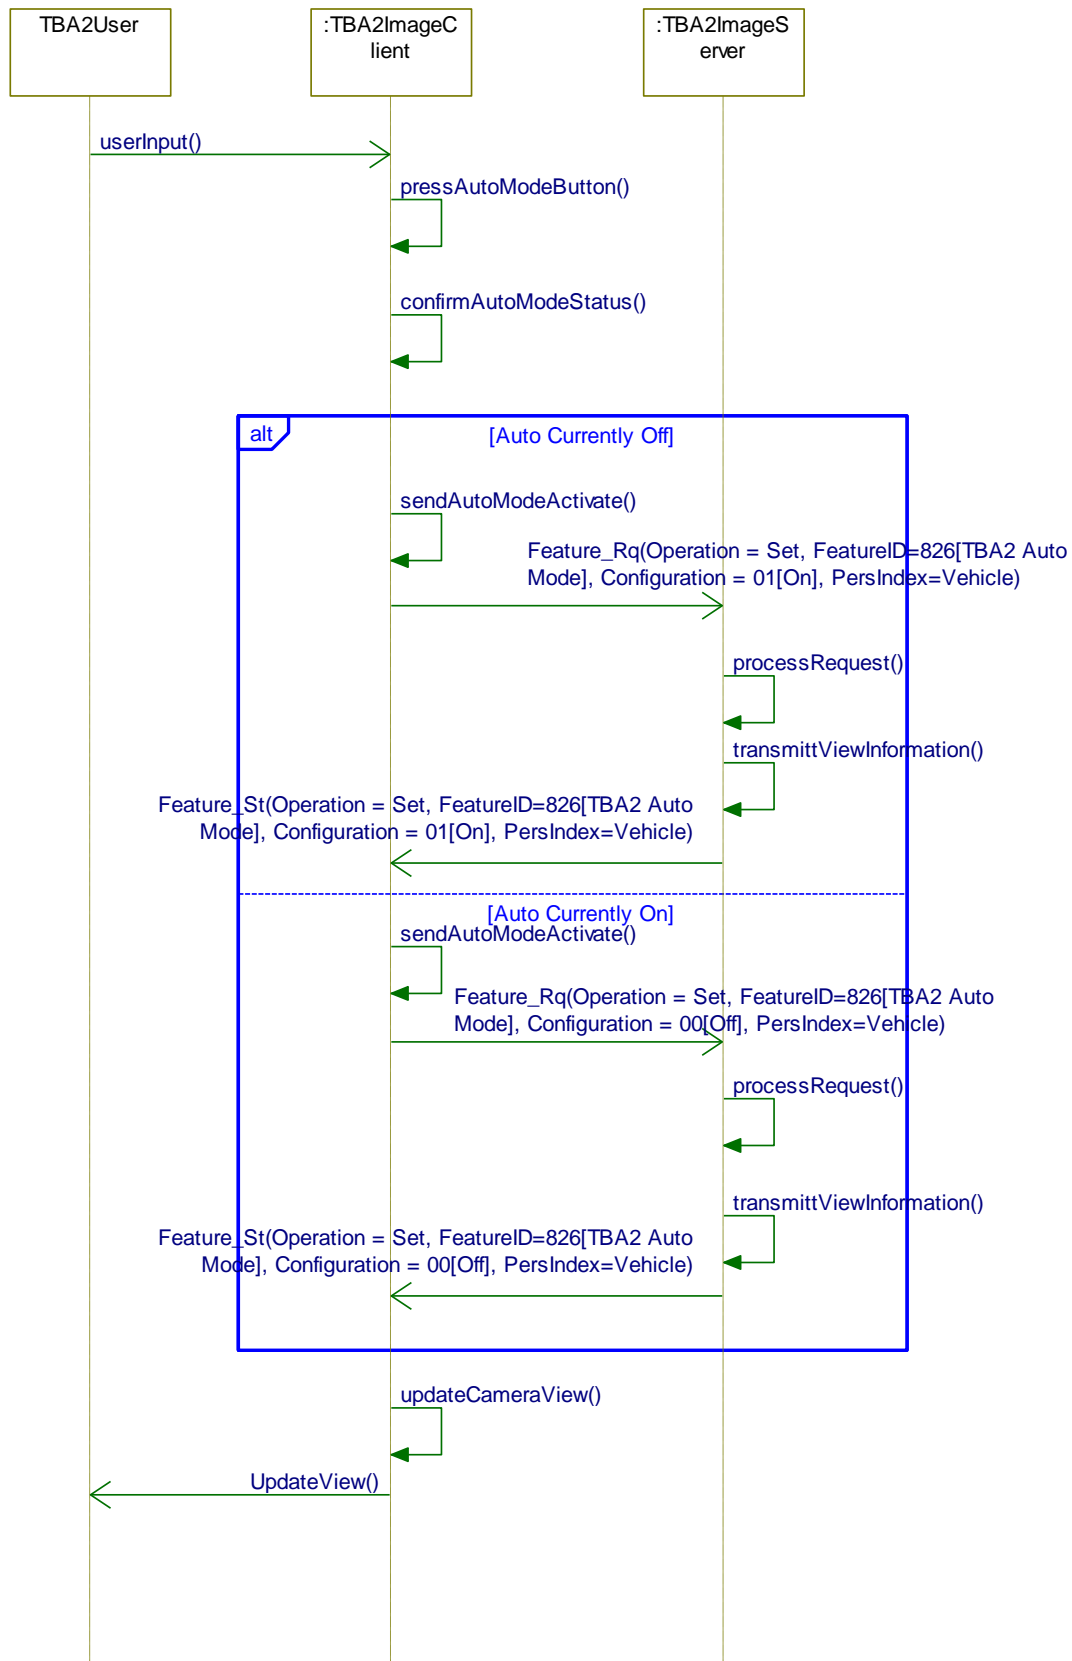 TBA2User
:TBA2ImageC
lient
:TBA2ImageS
erver
userInput()
pressAutoModeButton()
confirmAutoModeStatus()
alt
[Auto Currently Off]
sendAutoModeActivate()
Feature_Rq(Operation = Set, FeatureID=826[TBA2 Auto
Mode], Configuration = 01[On], PersIndex=Vehicle)
processRequest()
transmittViewInformation()
Feature_St(Operation = Set, FeatureID=826[TBA2 Auto
Mode], Configuration = 01[On], PersIndex=Vehicle)
[Auto Currently On]
sendAutoModeActivate()
Feature_Rq(Operation = Set, FeatureID=826[TBA2 Auto
Mode], Configuration = 00[Off], PersIndex=Vehicle)
processRequest()
transmittViewInformation()
Feature_St(Operation = Set, FeatureID=826[TBA2 Auto
Mode], Configuration = 00[Off], PersIndex=Vehicle)
updateCameraView()
UpdateView()